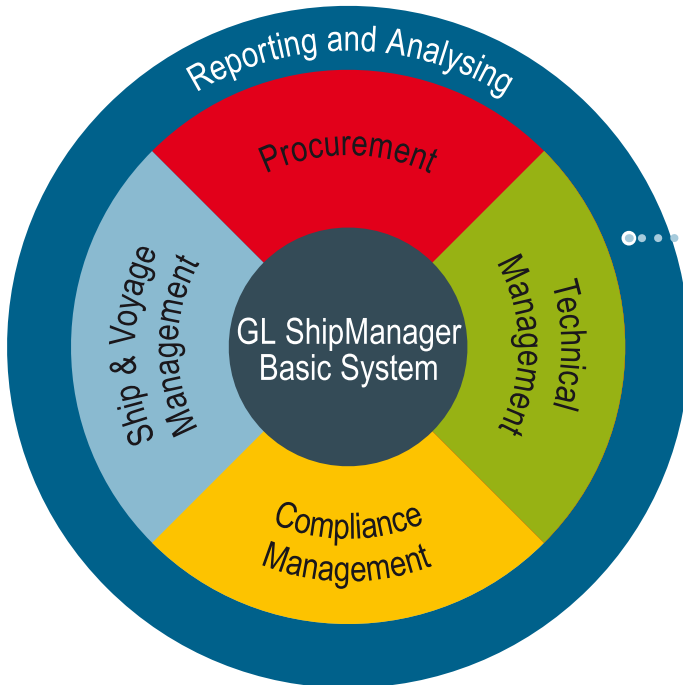 Reporting and Analysing
Procurement
Ship & Voyage
Management
GL ShipManager
Basic System
Technical
Management
Compliance
Management